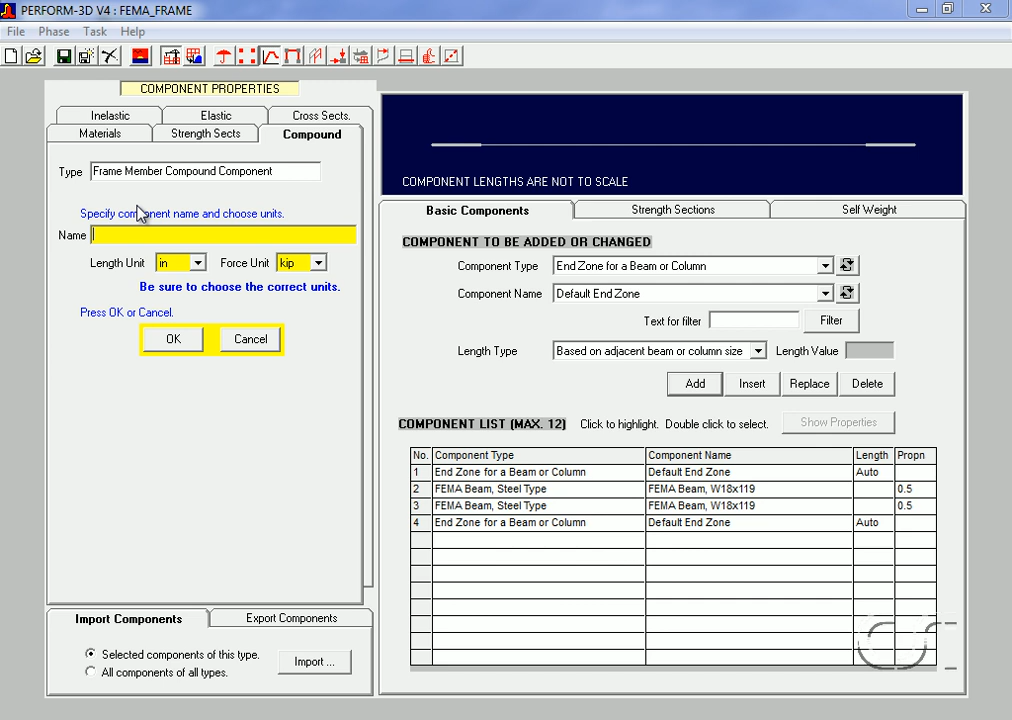 PERFORM-3D V4 : FEMA_FRAME
File Phase Task Help
COMPONENT PROPERTIES
Inelastic Elastic Cross Sects.
Materials Strength Sects Compound
Type Frame Member Compound Component
Specify component name and choose units.
Name
Length Unit in Force Unit kip
Be sure to choose the correct units.
Press OK or Cancel.
OK Cancel
Import Components Export Components
Selected components of this type.
All components of all types.
Import ...
COMPONENT LENGTHS ARE NOT TO SCALE
Basic Components Strength Sections Self Weight
COMPONENT TO BE ADDED OR CHANGED
Component Type End Zone for a Beam or Column
Component Name Default End Zone
Text for filter Filter
Length Type Based on adjacent beam or column size Length Value
Add Insert Replace Delete
COMPONENT LIST (MAX. 12) Click to highlight. Double click to select. Show Properties
No. Component Type Component Name Length Propn
1 End Zone for a Beam or Column Default End Zone Auto
2 FEMA Beam, Steel Type FEMA Beam, W18x119 0.5
3 FEMA Beam, Steel Type FEMA Beam, W18x119 0.5
4 End Zone for a Beam or Column Default End Zone Auto